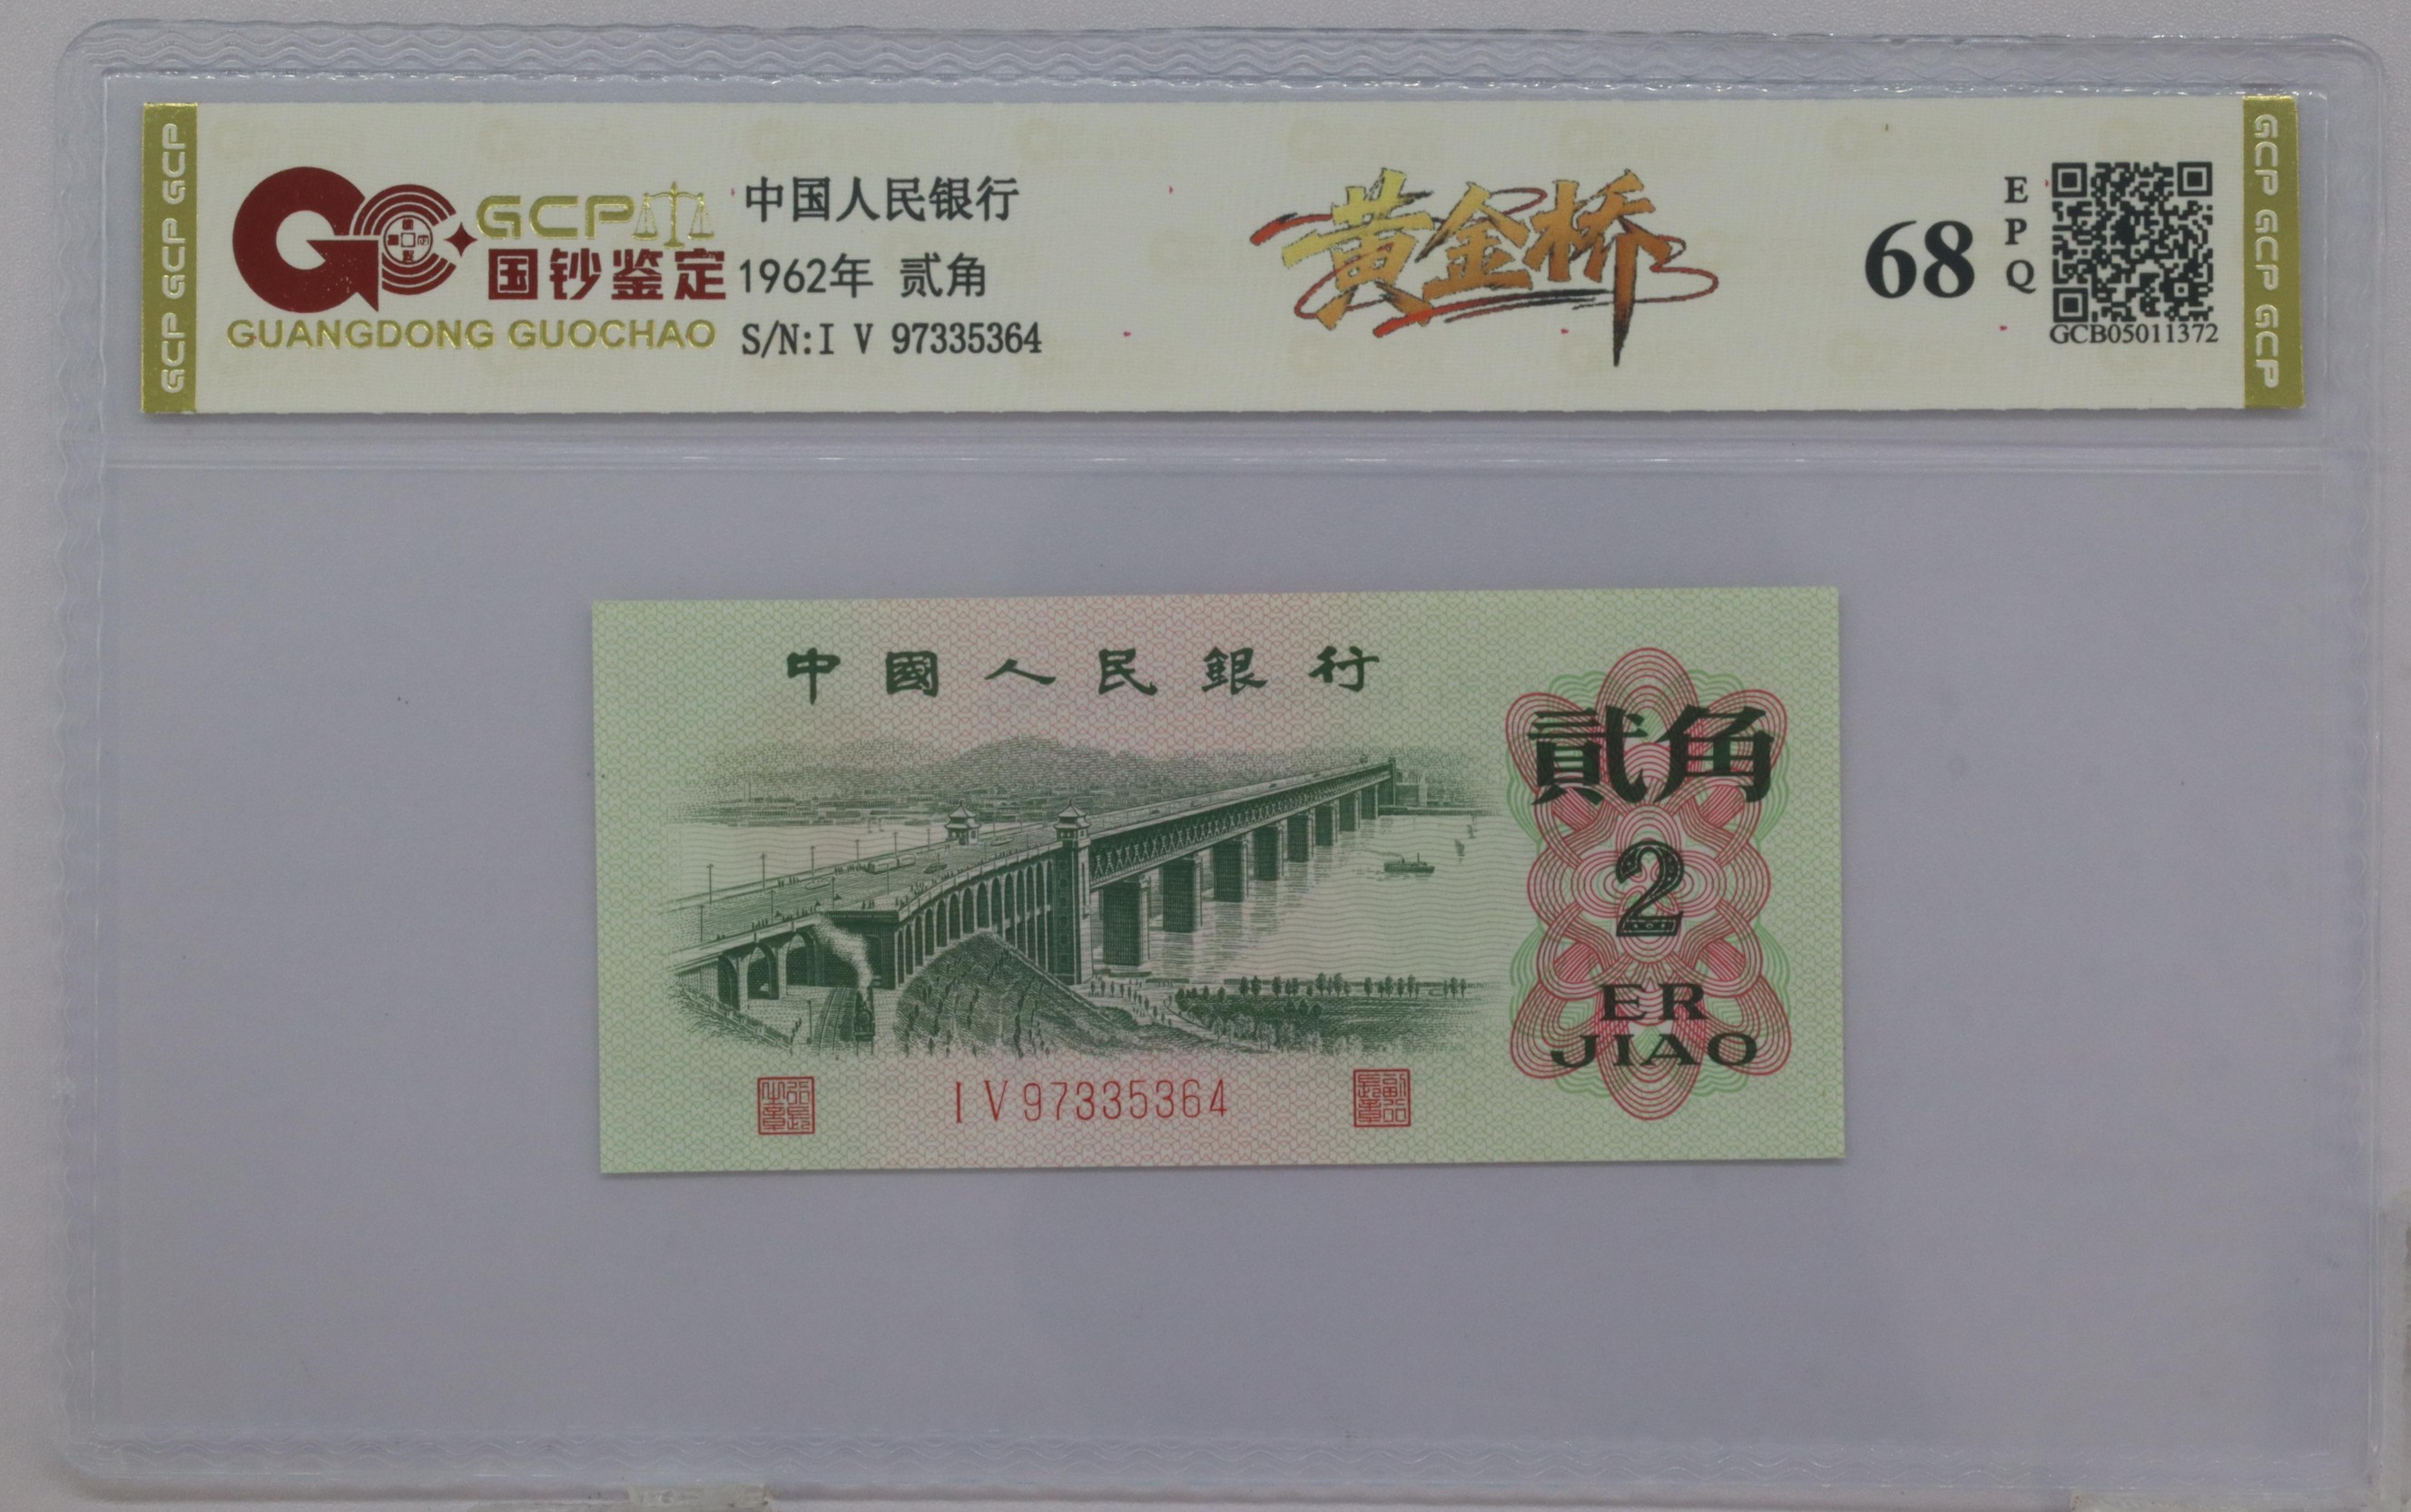 GCP GCP GCP
GCP
国钞鉴定
GUANGDONG GUOCHAO
中国人民银行
1962年 贰角
S/N:I V 97335364
黄金桥
68
EPQ
GCB05011372
GCP GCP GCP
中國人民銀行
貳角
2
ER
JIAO
I V 97335364